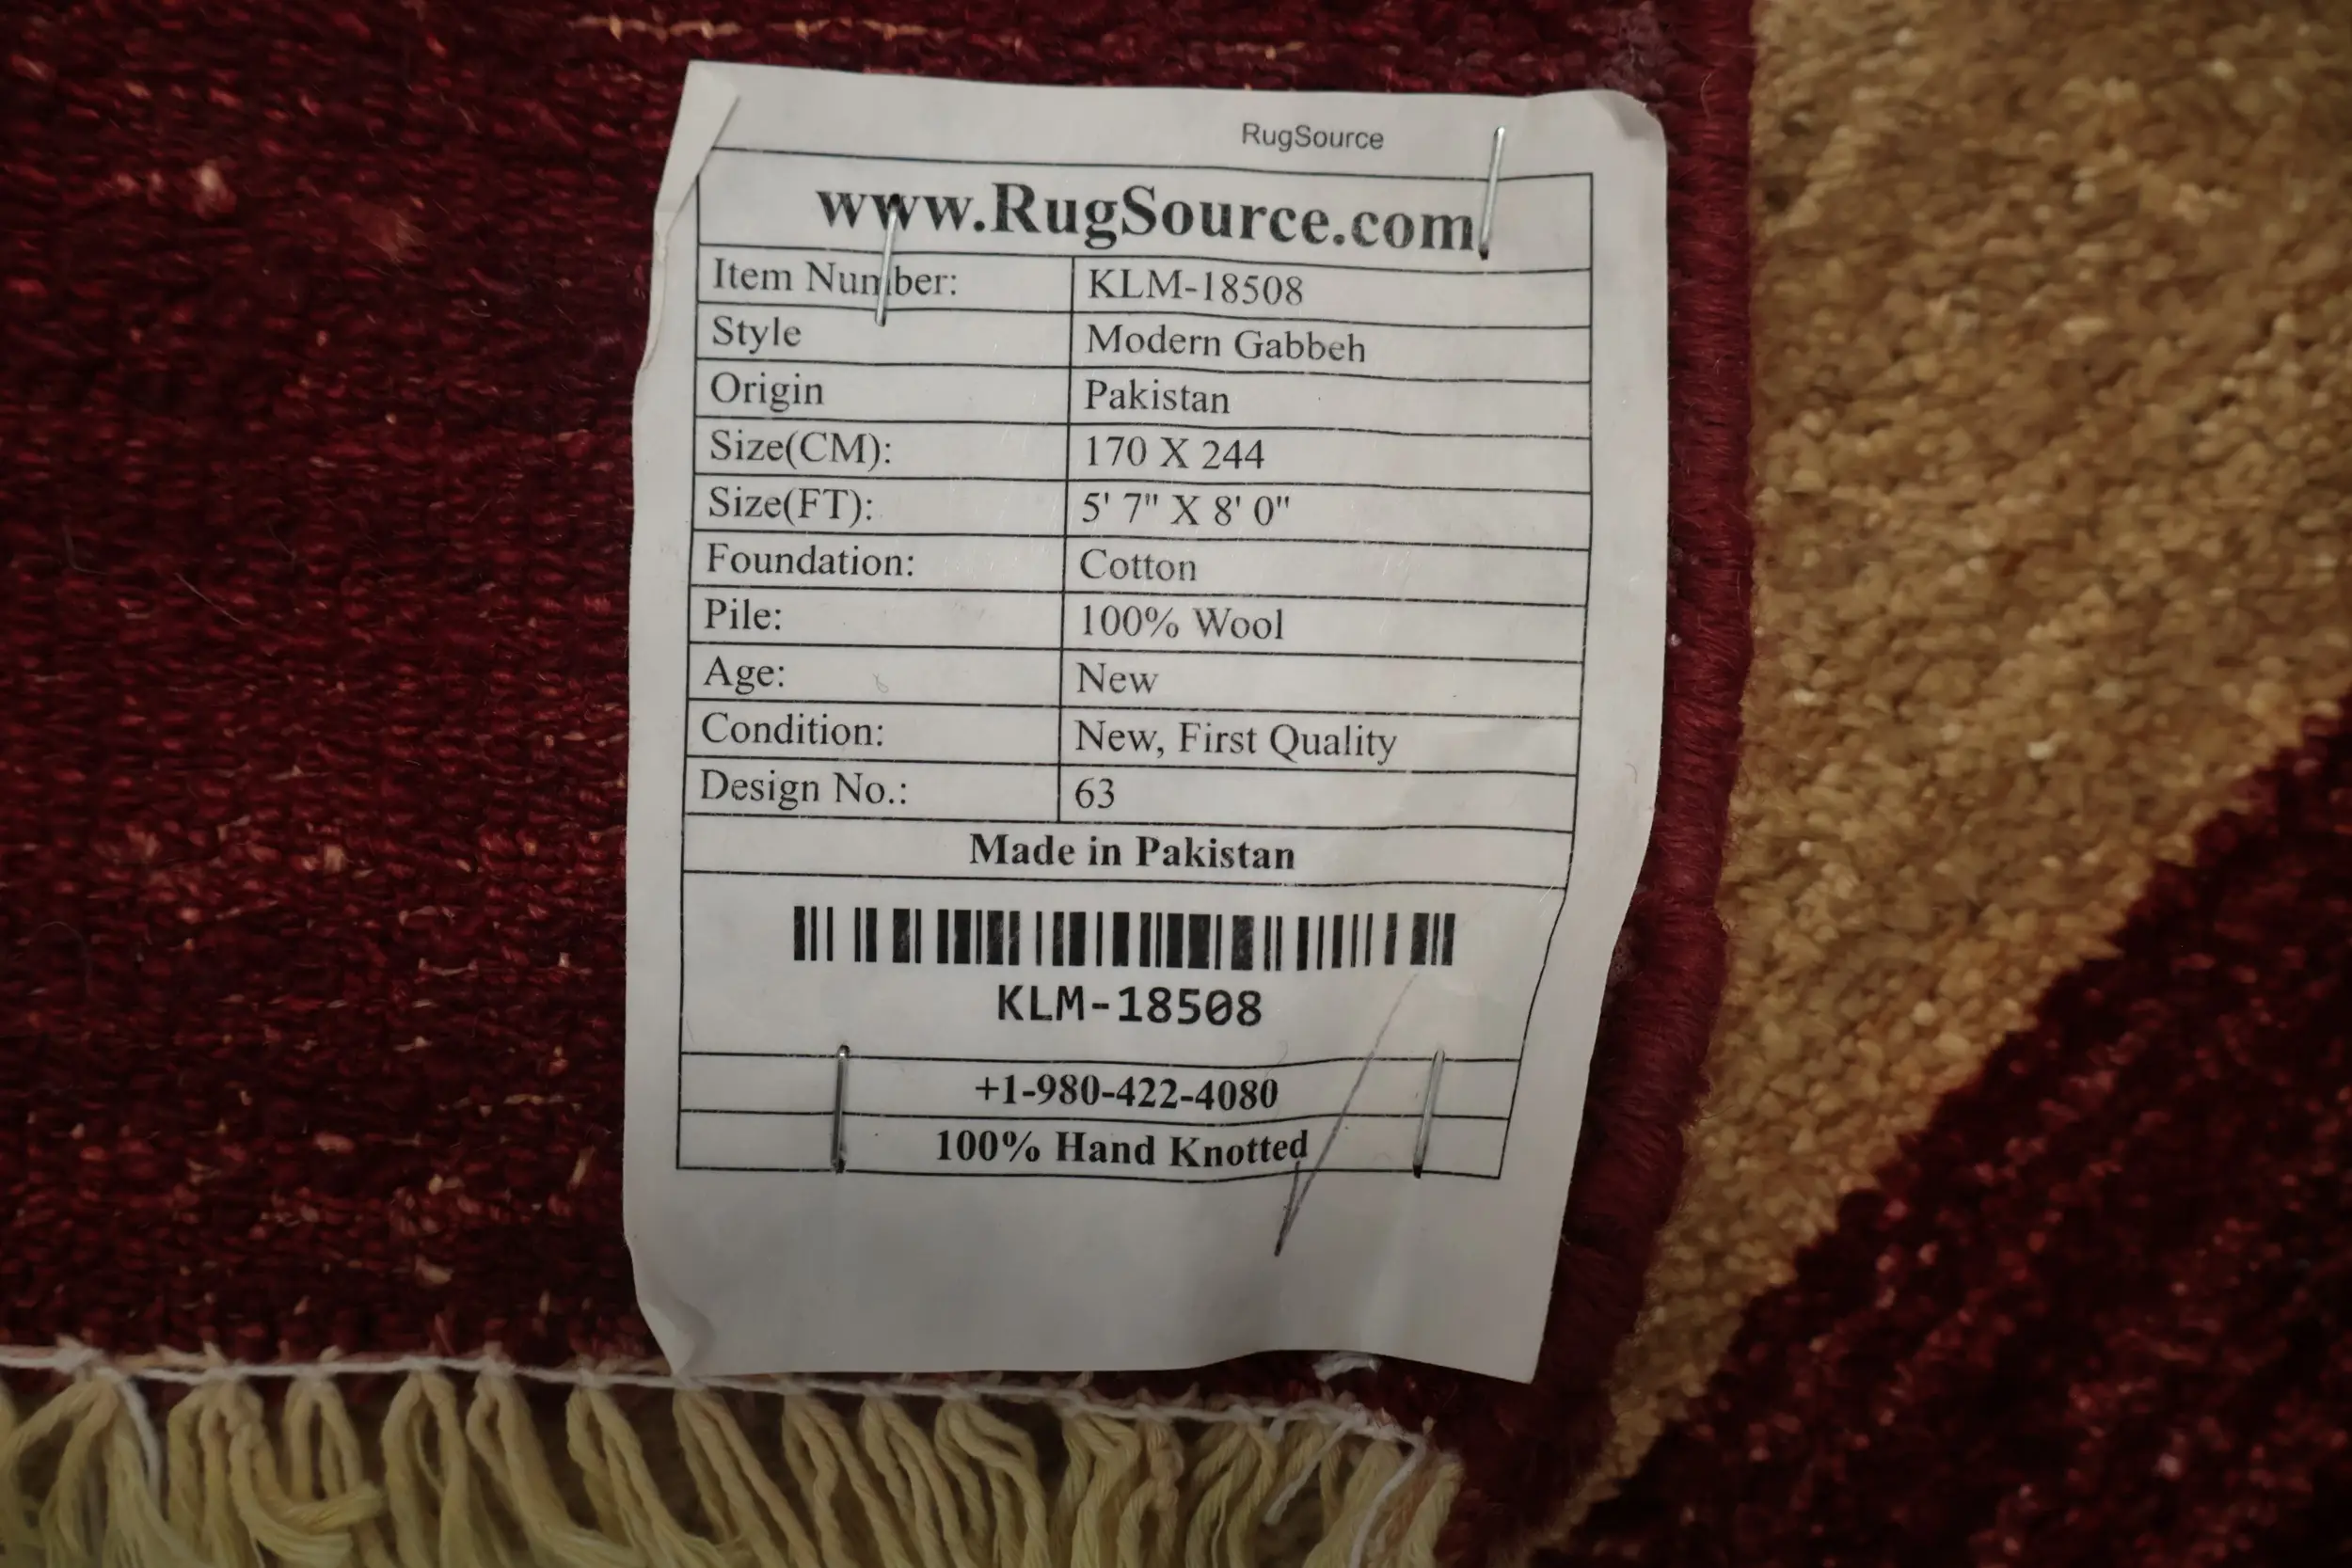 RugSource
www.RugSource.com
Item Number: KLM-18508
Style Modern Gabbeh
Origin Pakistan
Size(CM): 170 X 244
Size(FT): 5' 7" X 8' 0"
Foundation: Cotton
Pile: 100% Wool
Age: New
Condition: New, First Quality
Design No.: 63
Made in Pakistan
KLM-18508
+1-980-422-4080
100% Hand Knotted